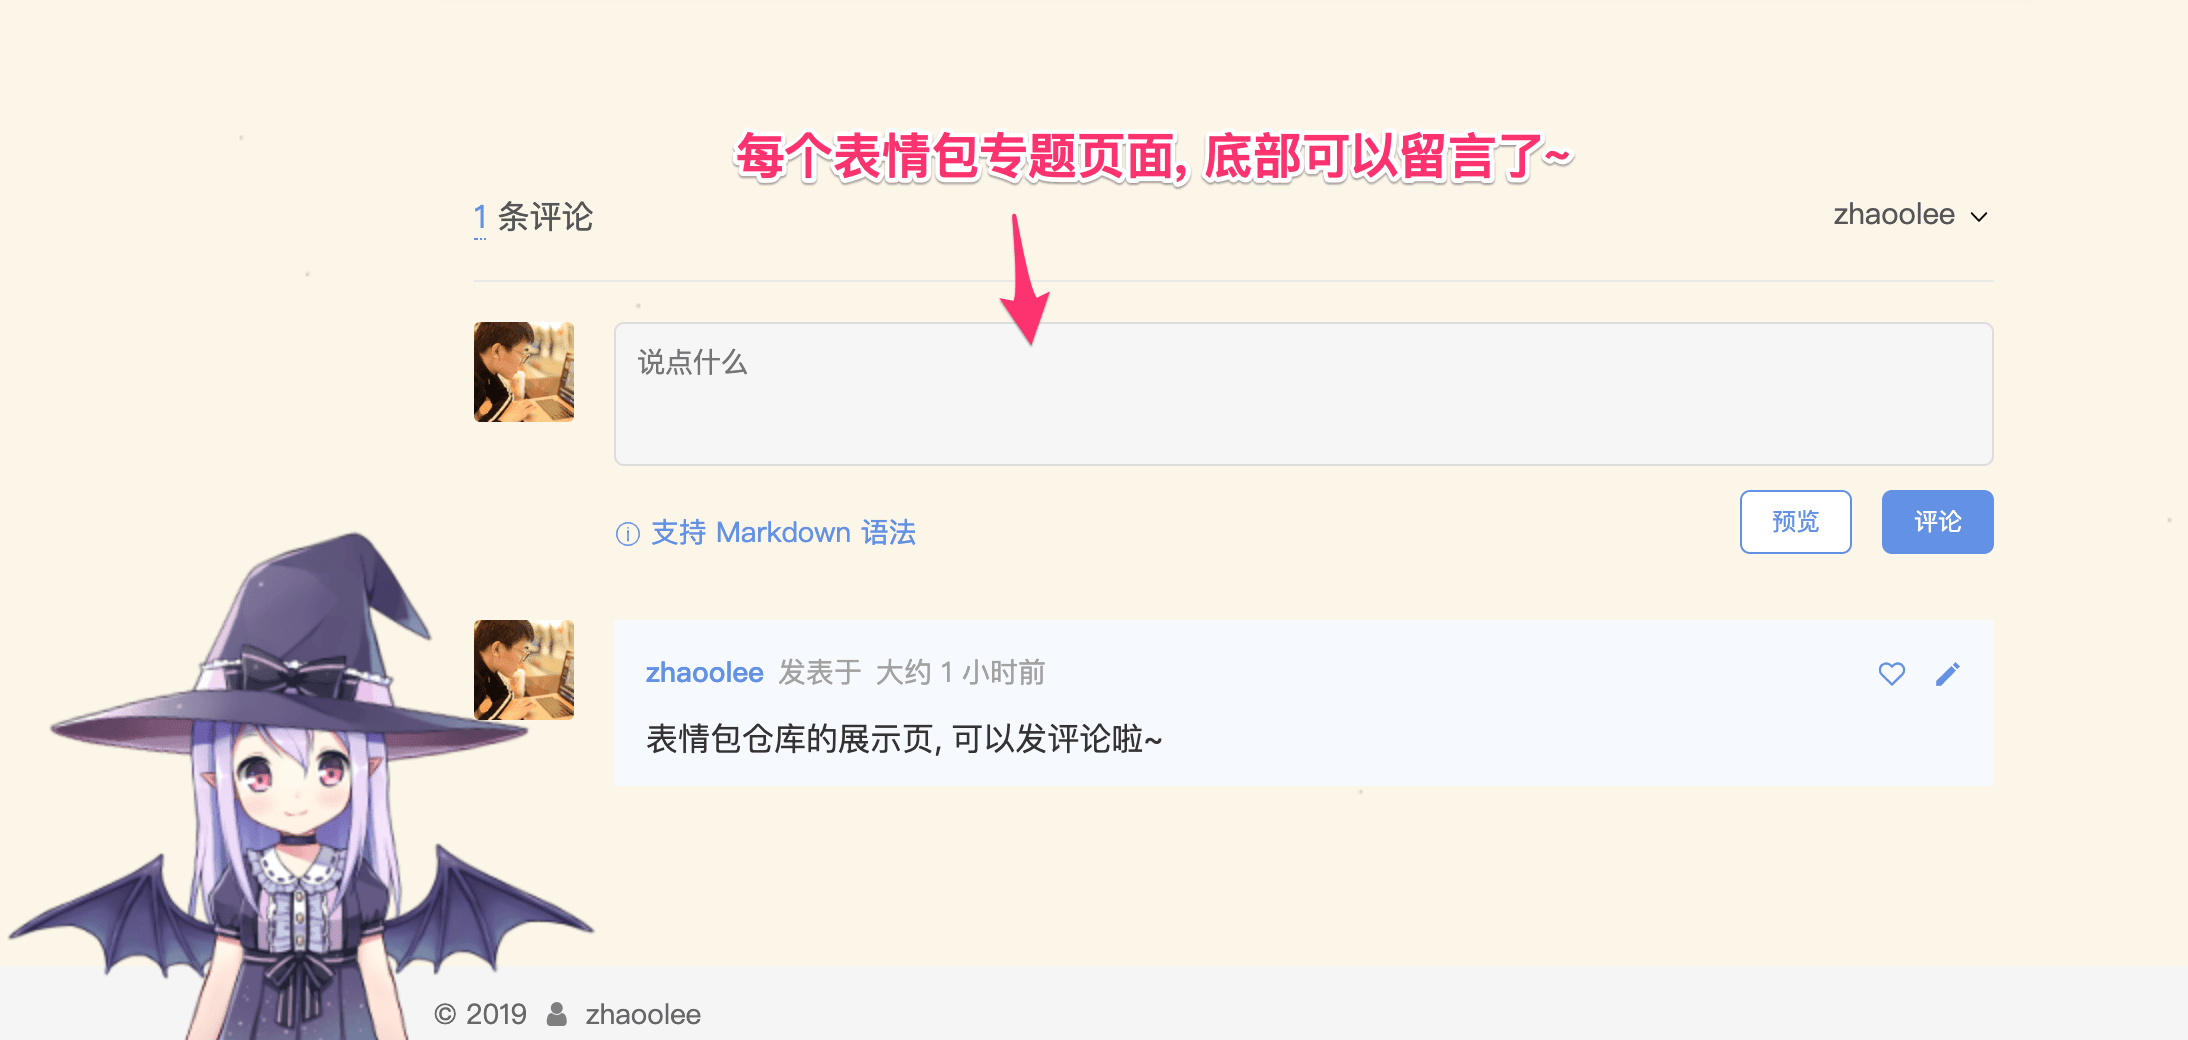 每个表情包专题页面, 底部可以留言了~
1 条评论
zhaoolee
说点什么
支持 Markdown 语法
预览
评论
zhaoolee 发表于 大约 1 小时前
表情包仓库的展示页, 可以发评论啦~
© 2019 zhaoolee